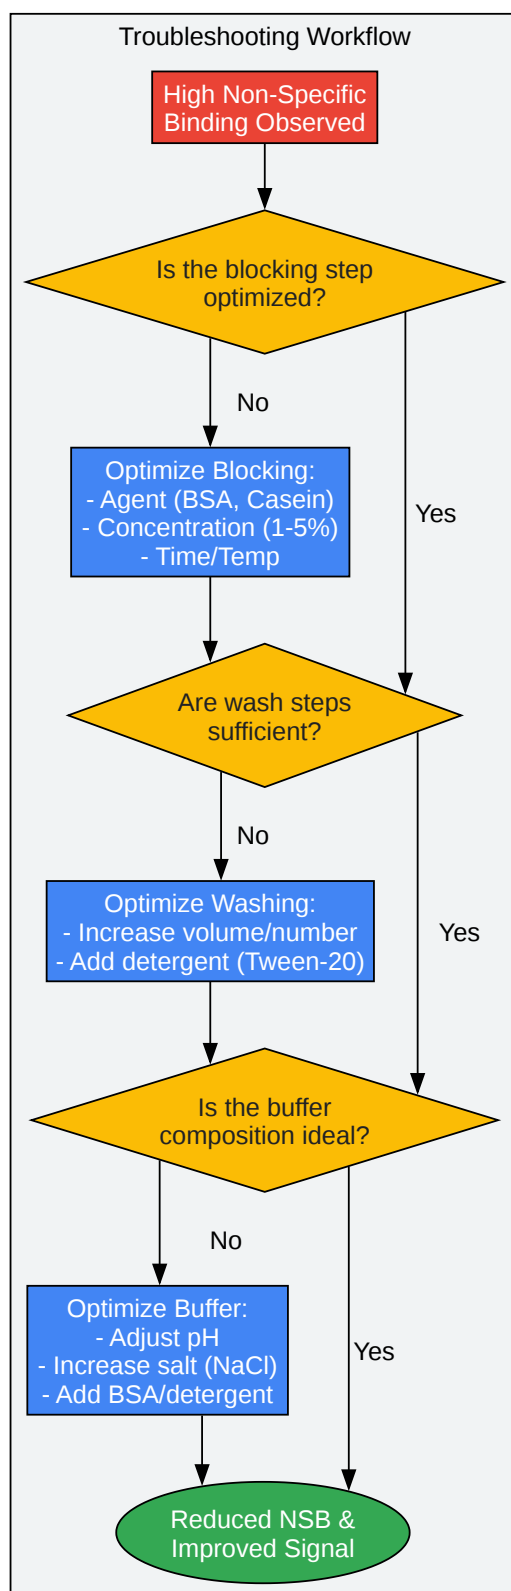 Troubleshooting Workflow
High Non-Specific
Binding Observed
Is the blocking step
optimized?
No
Yes
Optimize Blocking:
- Agent (BSA, Casein)
- Concentration (1-5%)
- Time/Temp
Are wash steps
sufficient?
No
Yes
Optimize Washing:
- Increase volume/number
- Add detergent (Tween-20)
Is the buffer
composition ideal?
No
Yes
Optimize Buffer:
- Adjust pH
- Increase salt (NaCl)
- Add BSA/detergent
Reduced NSB &
Improved Signal